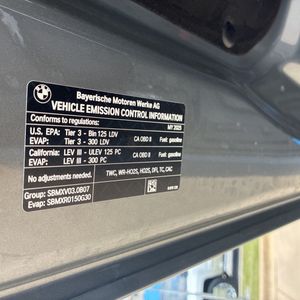 BMW
Bayerische Motoren Werke AG
VEHICLE EMISSION CONTROL INFORMATION
Conforms to regulations: MY 2025
U.S. EPA: Tier 3 - Bin 125 LDV CA OBD II Fuel: gasoline
EVAP: Tier 3 - 300 LDV
California: LEV III - ULEV 125 PC CA OBD II Fuel: gasoline
EVAP: LEV III - 300 PC
No adjustments needed. TWC, WR-HO2S, HO2S, DFI, TC, CAC
Group: SBMXV03.0B07
Evap: SBMXR0150G30